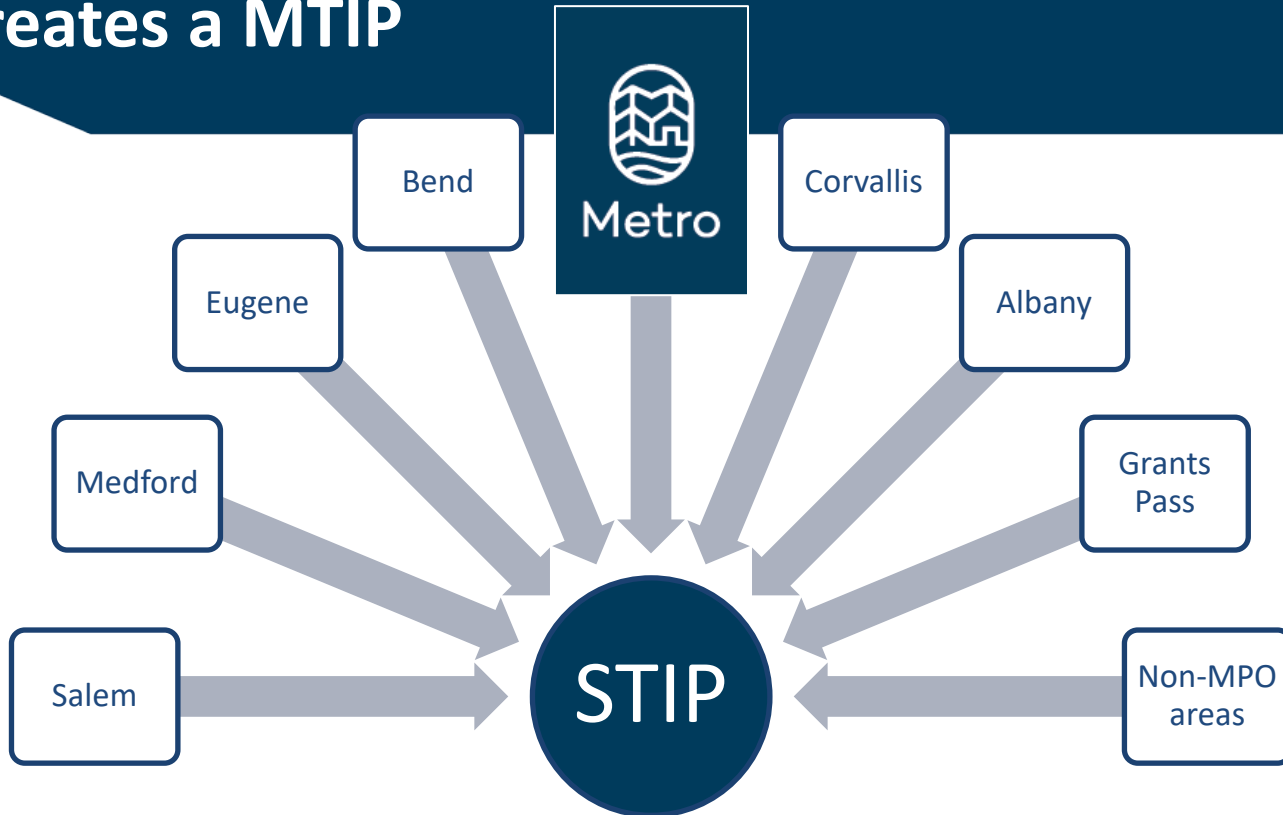 reates a MTIP
Metro
Bend
Corvallis
Eugene
Albany
Medford
Grants
Pass
Salem
Non-MPO
areas
STIP